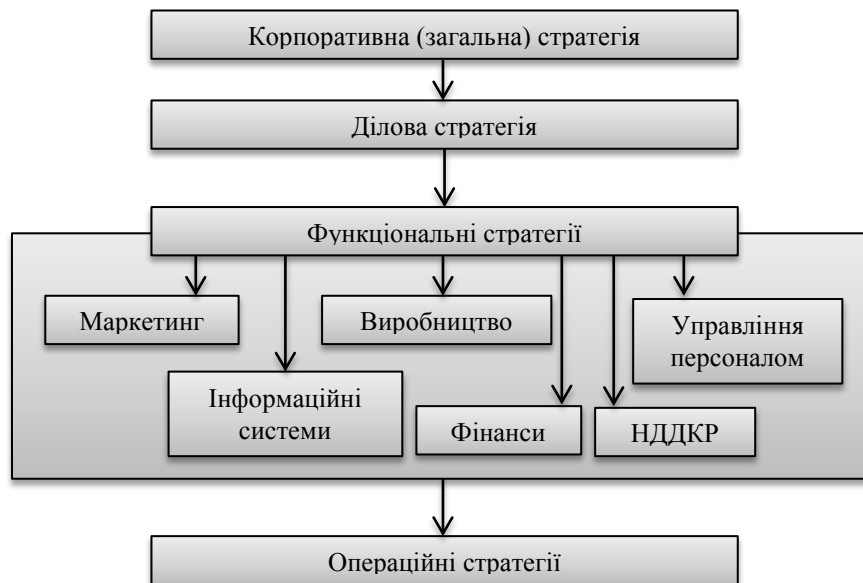 Корпоративна (загальна) стратегія
Ділова стратегія
Функціональні стратегії
Маркетинг
Виробництво
Управління
персоналом
Інформаційні
системи
Фінанси
НДДКР
Операційні стратегії